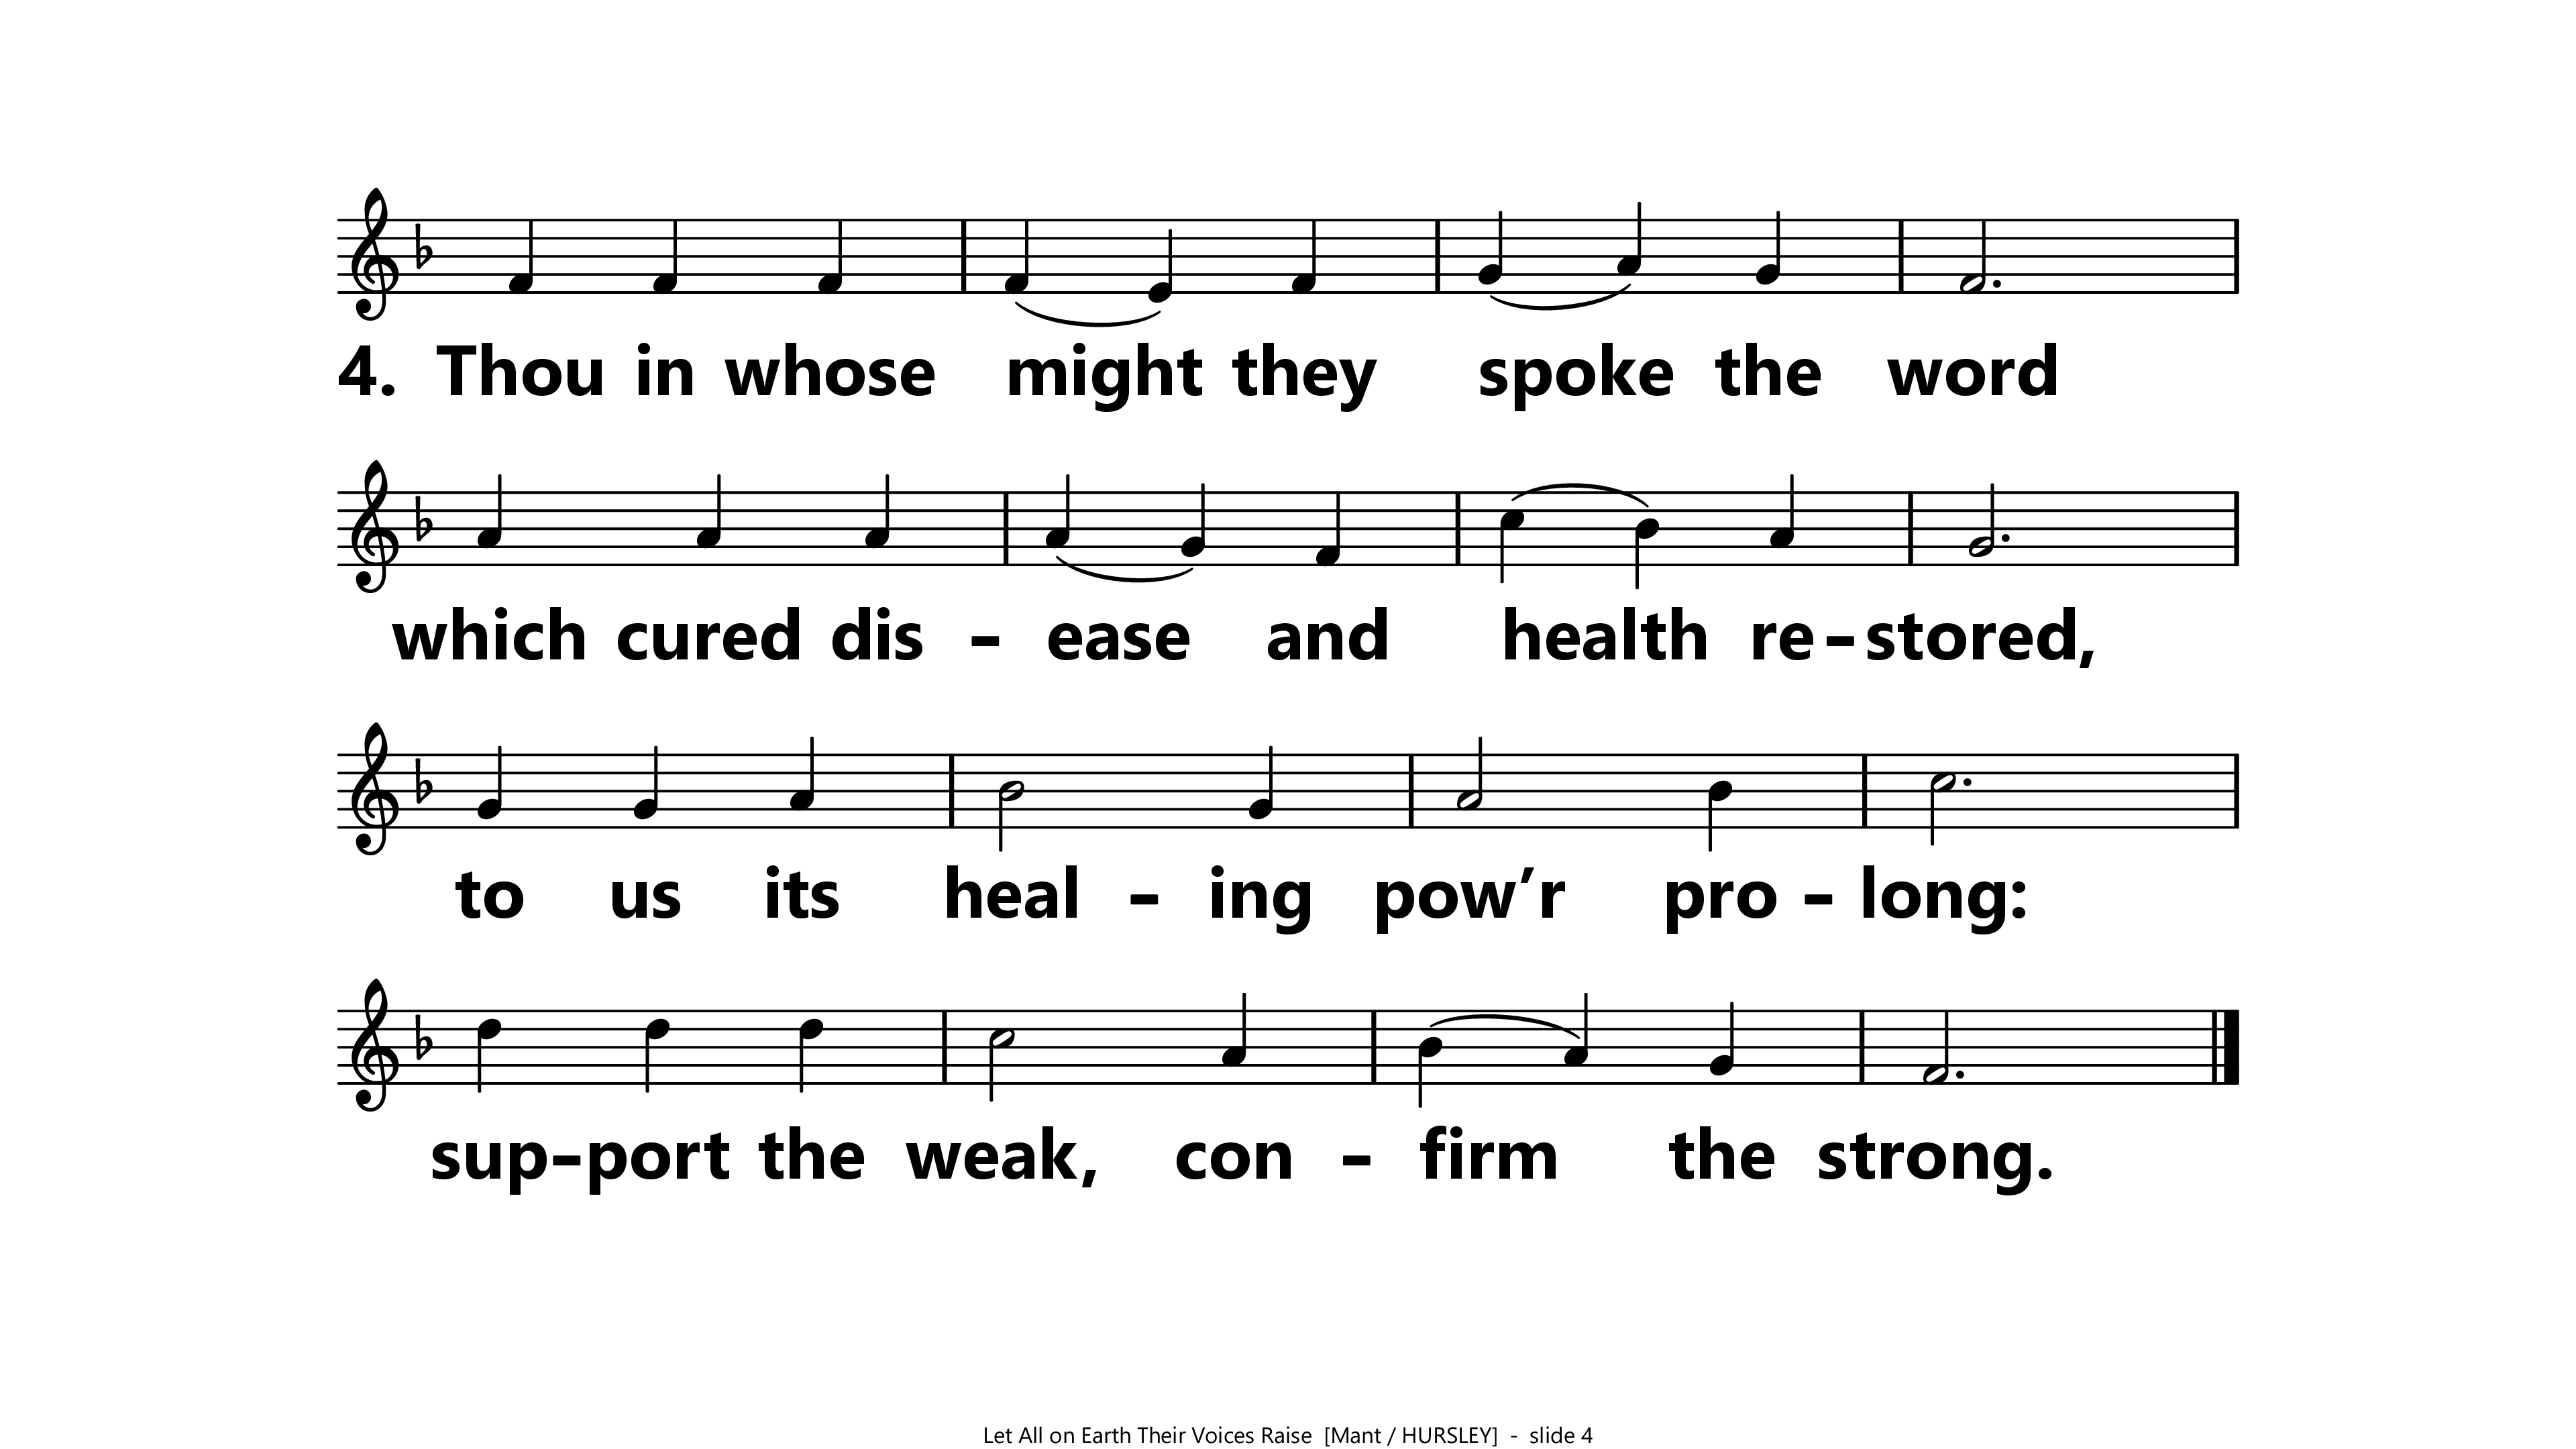 4. Thou in whose might they spoke the word
which cured dis - ease and health re - stored,
to us its heal - ing pow’r pro - long:
sup - port the weak, con - firm the strong.
Let All on Earth Their Voices Raise [Mant / HURSLEY] - slide 4